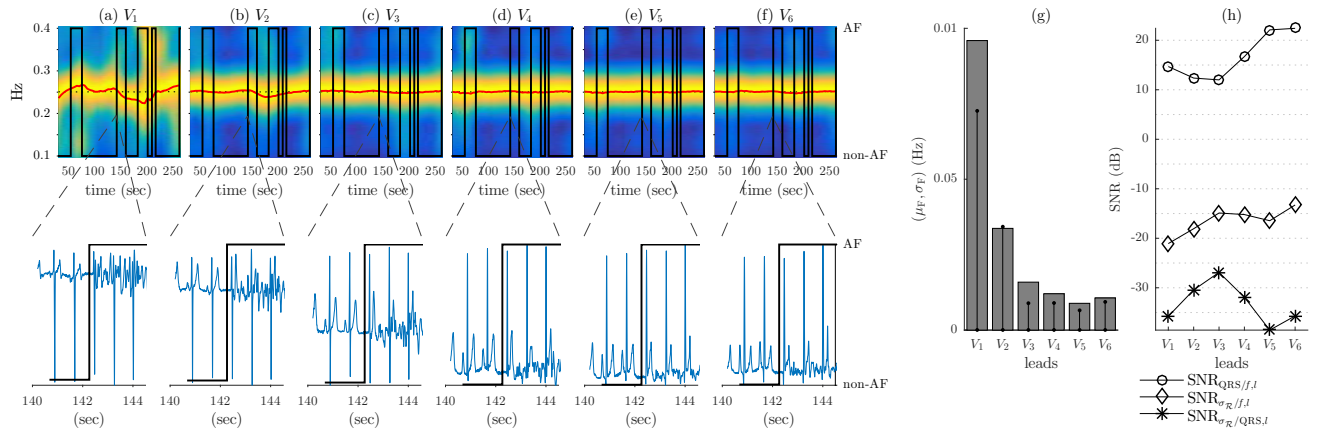 (a) V1 (b) V2 (c) V3 (d) V4 (e) V5 (f) V6 (g) (h)
0.4 0.3 0.2 0.1
Hz
AF
non-AF
50 100 150 200 250
50 100 150 200 250
50 100 150 200 250
50 100 150 200 250
50 100 150 200 250
50 100 150 200 250
time (sec) time (sec) time (sec) time (sec) time (sec) time (sec)
AF
non-AF
140 142 144
140 142 144
140 142 144
140 142 144
140 142 144
140 142 144
(sec) (sec) (sec) (sec) (sec) (sec)
0.01
0.05
0
(μF, σF) (Hz)
V1 V2 V3 V4 V5 V6
leads
20
10
0
-10
-20
-30
SNR (dB)
V1 V2 V3 V4 V5 V6
leads
SNR QRS/f,l
SNR σR/f,l
SNR σR/QRS,l